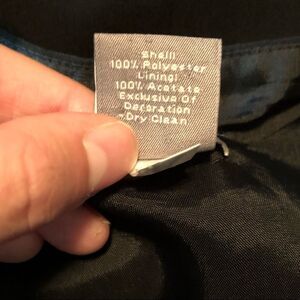 Shell:
100% Polyester
Lining:
100% Acetate
Exclusive Of
Decoration
-Dry Clean